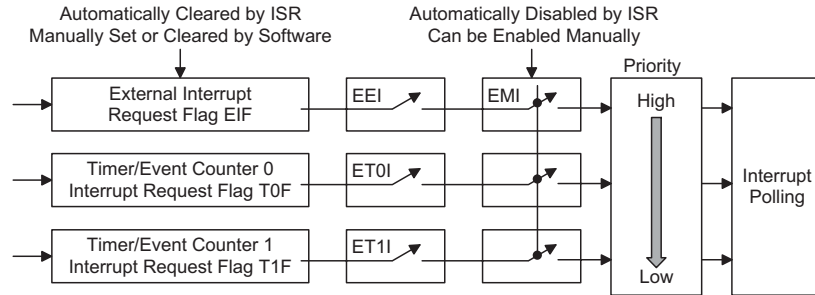 Automatically Cleared by ISR
Manually Set or Cleared by Software
Automatically Disabled by ISR
Can be Enabled Manually
Priority
External Interrupt
Request Flag EIF
EEI
EMI
High
Timer/Event Counter 0
Interrupt Request Flag T0F
ET0I
Interrupt
Polling
Timer/Event Counter 1
Interrupt Request Flag T1F
ET1I
Low